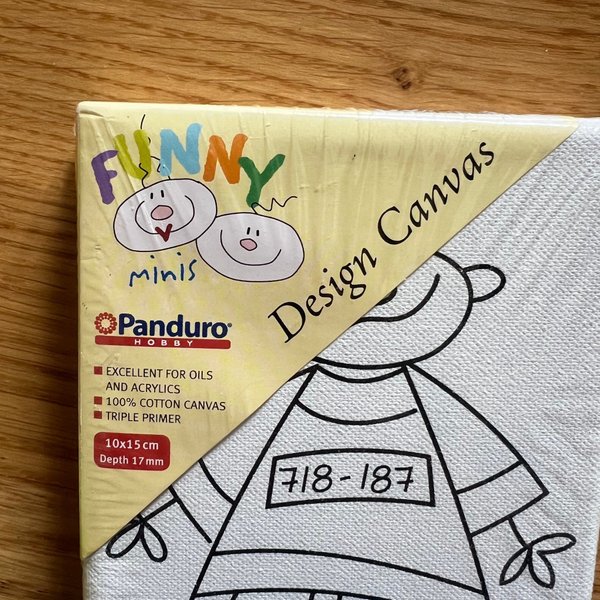 FUNNY
minis
Design Canvas
Panduro®
HOBBY
EXCELLENT FOR OILS
AND ACRYLICS
100% COTTON CANVAS
TRIPLE PRIMER
10x15 cm
Depth 17 mm
718-187